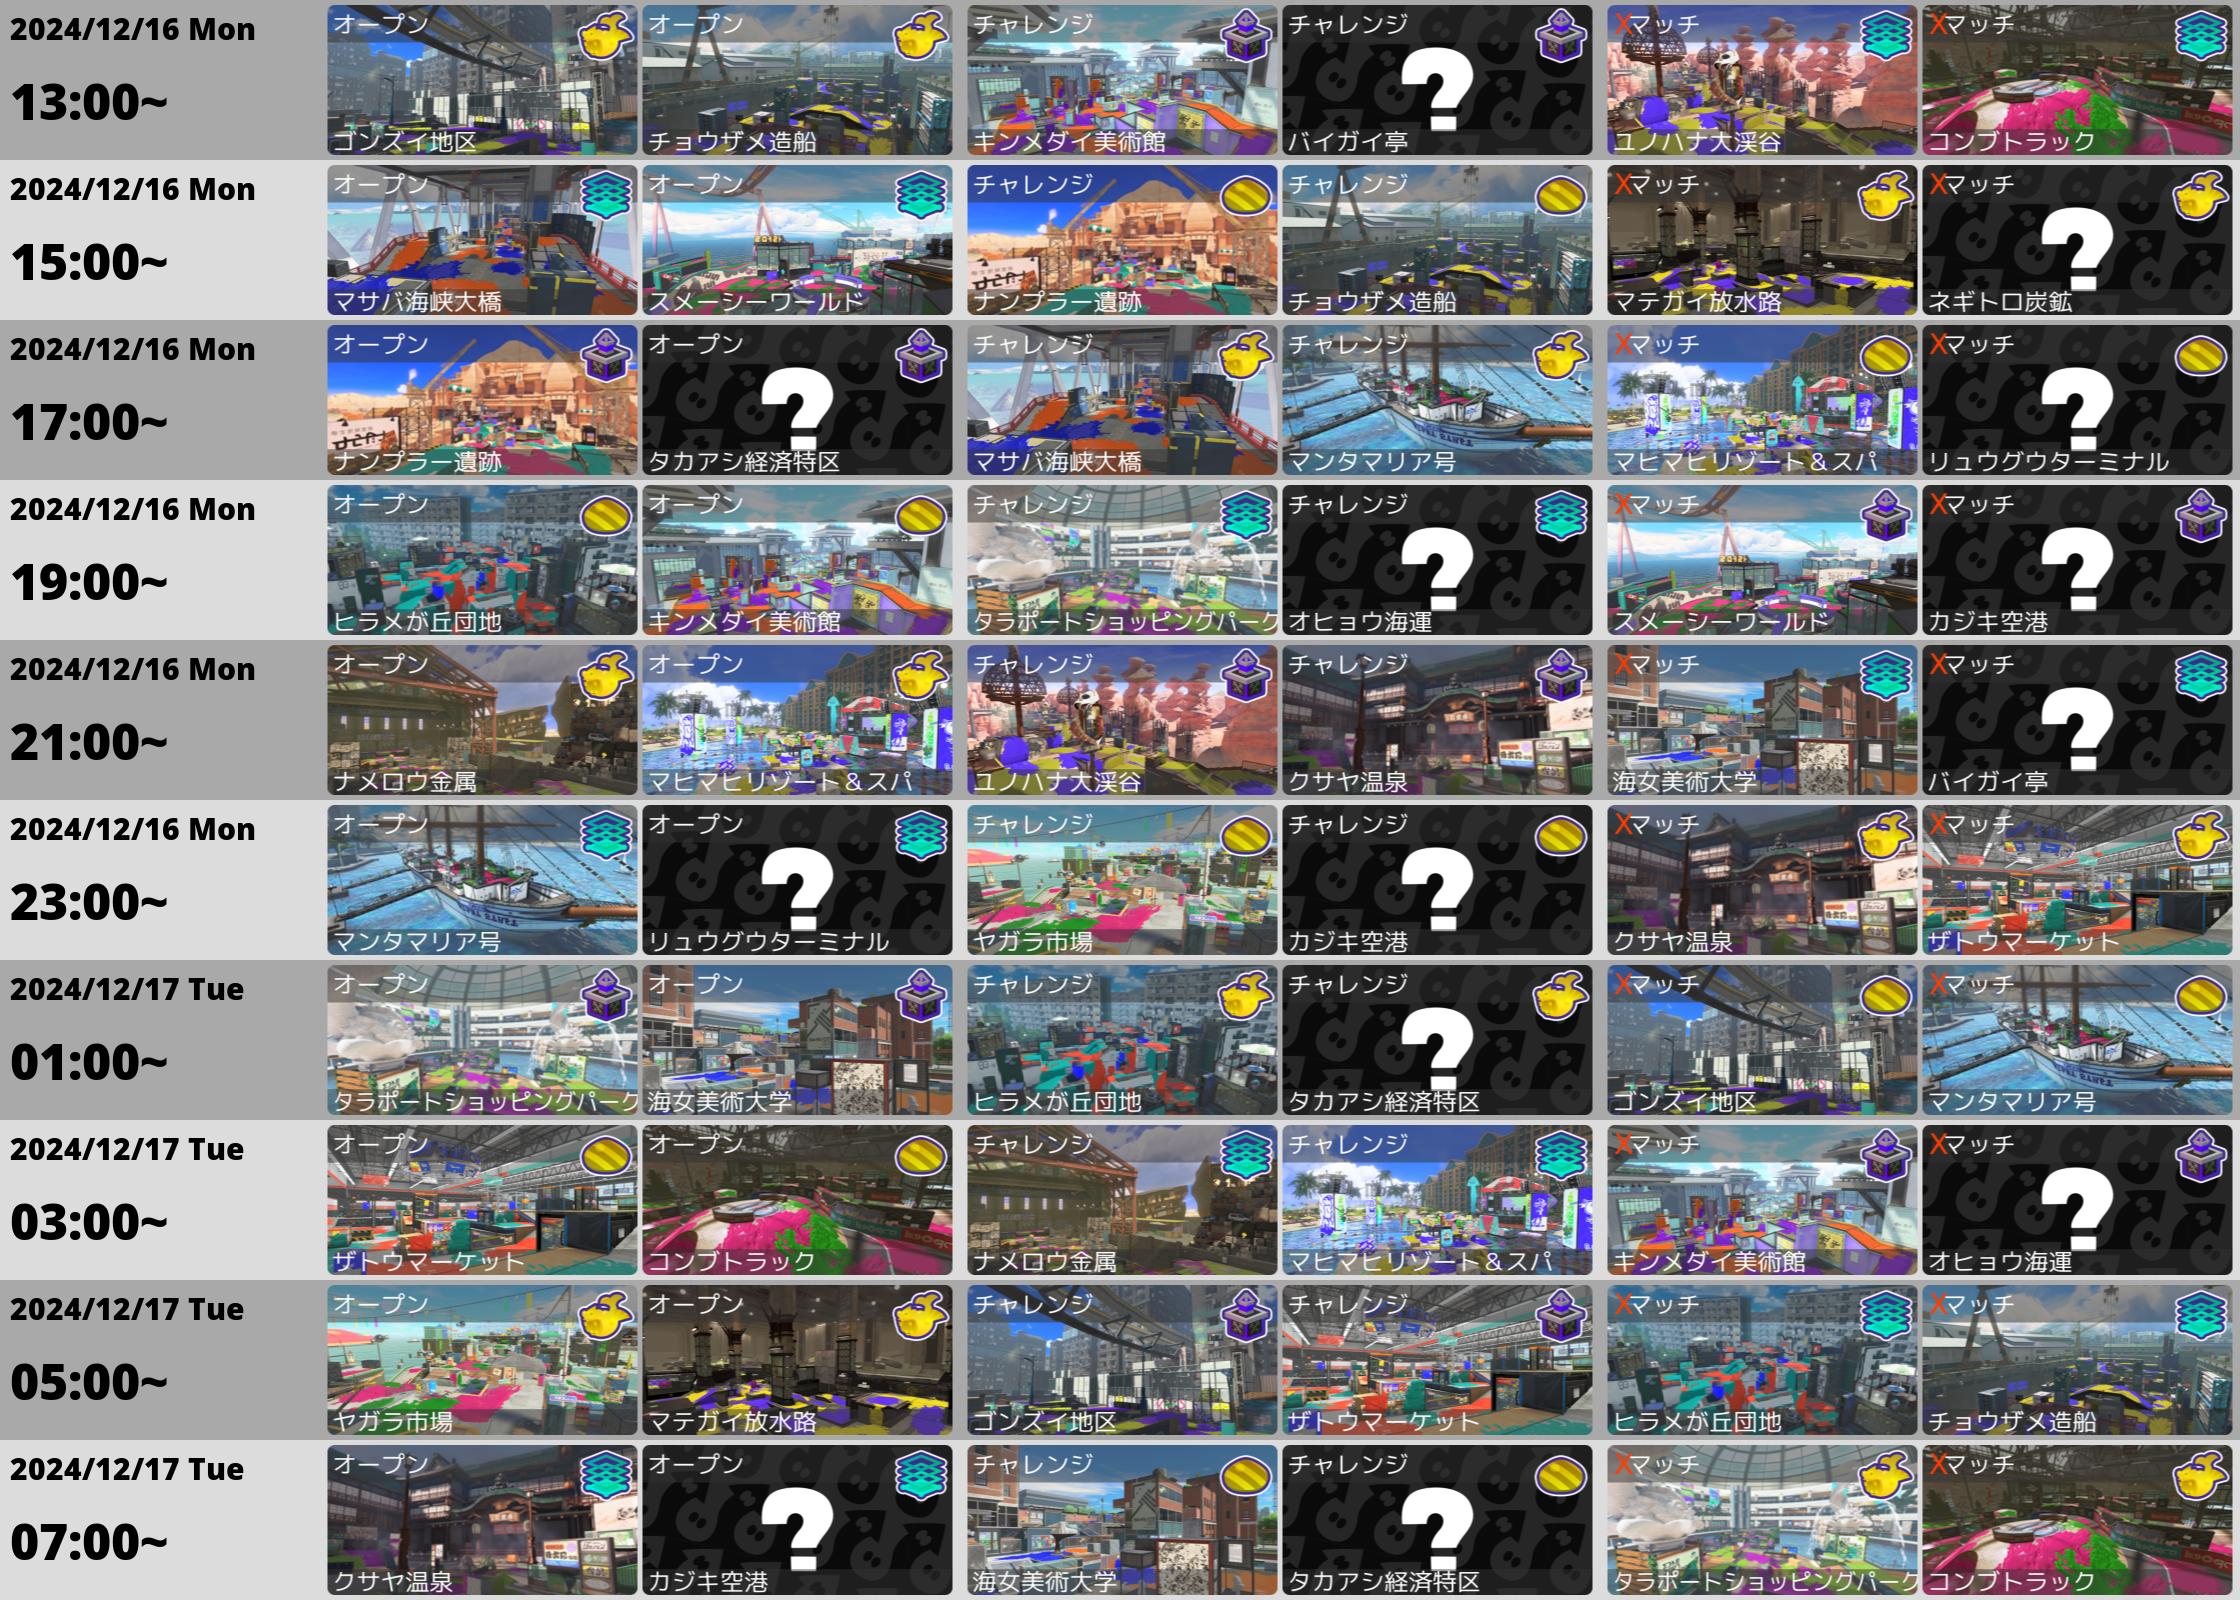 2024/12/16 Mon
13:00~
オープン
ゴンズイ地区
オープン
チョウザメ造船
チャレンジ
キンメダイ美術館
チャレンジ
バイガイ亭
Xマッチ
ユノハナ大渓谷
Xマッチ
コンブトラック
2024/12/16 Mon
15:00~
オープン
マサバ海峡大橋
オープン
スメーシーワールド
チャレンジ
ナンプラー遺跡
チャレンジ
チョウザメ造船
Xマッチ
マテガイ放水路
Xマッチ
ネギトロ炭鉱
2024/12/16 Mon
17:00~
オープン
ナンプラー遺跡
オープン
タカアシ経済特区
チャレンジ
マサバ海峡大橋
チャレンジ
マンタマリア号
Xマッチ
マヒマヒリゾート&スパ
Xマッチ
リュウグウターミナル
2024/12/16 Mon
19:00~
オープン
ヒラメが丘団地
オープン
キンメダイ美術館
チャレンジ
タラポートショッピングパーク
チャレンジ
オヒョウ海運
Xマッチ
スメーシーワールド
Xマッチ
カジキ空港
2024/12/16 Mon
21:00~
オープン
ナメロウ金属
オープン
マヒマヒリゾート&スパ
チャレンジ
ユノハナ大渓谷
チャレンジ
クサヤ温泉
Xマッチ
海女美術大学
Xマッチ
バイガイ亭
2024/12/16 Mon
23:00~
オープン
マンタマリア号
オープン
リュウグウターミナル
チャレンジ
ヤガラ市場
チャレンジ
カジキ空港
Xマッチ
クサヤ温泉
Xマッチ
ザトウマーケット
2024/12/17 Tue
01:00~
オープン
タラポートショッピングパーク
オープン
海女美術大学
チャレンジ
ヒラメが丘団地
チャレンジ
タカアシ経済特区
Xマッチ
ゴンズイ地区
Xマッチ
マンタマリア号
2024/12/17 Tue
03:00~
オープン
ザトウマーケット
オープン
コンブトラック
チャレンジ
ナメロウ金属
チャレンジ
マヒマヒリゾート&スパ
Xマッチ
キンメダイ美術館
Xマッチ
オヒョウ海運
2024/12/17 Tue
05:00~
オープン
ヤガラ市場
オープン
マテガイ放水路
チャレンジ
ゴンズイ地区
チャレンジ
ザトウマーケット
Xマッチ
ヒラメが丘団地
Xマッチ
チョウザメ造船
2024/12/17 Tue
07:00~
オープン
クサヤ温泉
オープン
カジキ空港
チャレンジ
海女美術大学
チャレンジ
タカアシ経済特区
Xマッチ
タラポートショッピングパーク
Xマッチ
コンブトラック